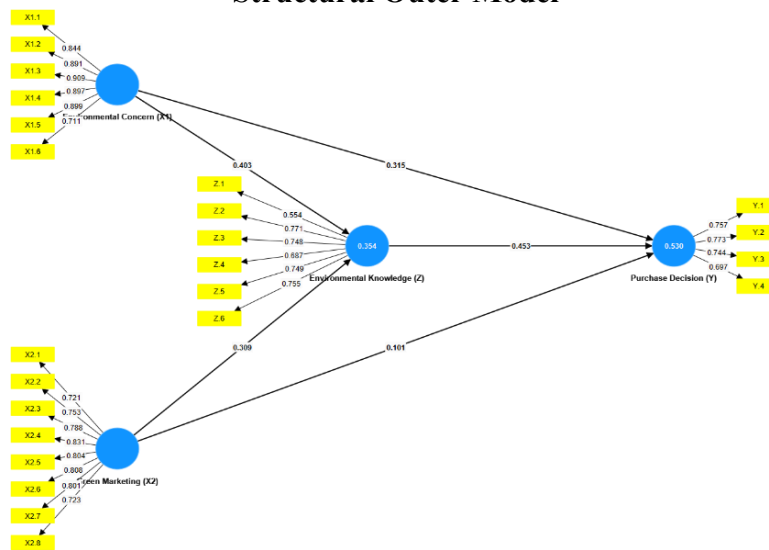 Structural Outer Model
X1.1
X1.2
X1.3
X1.4
X1.5
X1.6
0.844
0.891
0.909
0.897
0.899
0.711
Environmental Concern (X1)
0.403
0.315
Z.1
Z.2
Z.3
Z.4
Z.5
Z.6
0.554
0.771
0.748
0.687
0.749
0.755
0.354
Environmental Knowledge (Z)
0.453
0.530
Purchase Decision (Y)
0.757
0.773
0.744
0.697
Y.1
Y.2
Y.3
Y.4
0.309
0.101
X2.1
X2.2
X2.3
X2.4
X2.5
X2.6
X2.7
X2.8
0.721
0.753
0.788
0.831
0.804
0.808
0.801
0.723
Green Marketing (X2)